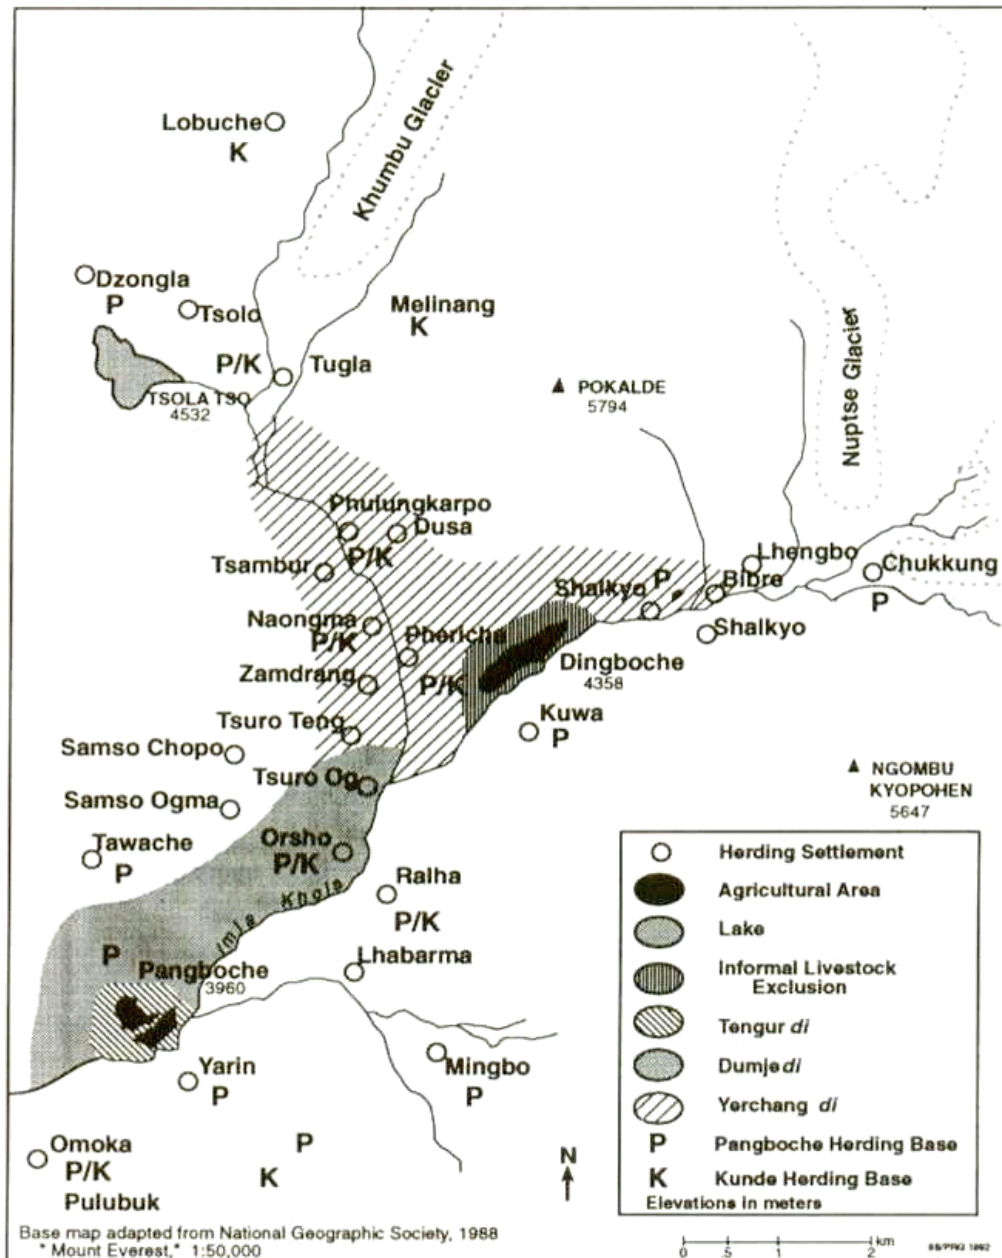 Lobuche
K
Khumbu Glacier
Dzongla
P
Tsolo
Melinang
K
P/K
Tugla
TSOLA TSO
4532
POKALDE
5794
Nuptse Glacier
Phulungkarpo
Dusa
P/K
Tsambur
Lhengbo
Chukkung
P
Shalkyo
P
Bibre
Naongma
P/K
Phericha
P/K
Shalkyo
Dingboche
4358
Zamdrang
Kuwa
P
Tsuro Teng
Samso Chopo
Tsuro Og
NGOMBU
KYOPOHEN
5647
Samso Ogma
Tawache
P
Orsho
P/K
Ralha
P/K
Imja Khola
P
Pangboche
3960
Lhabarma
Yarin
P
Mingbo
P
Omoka
P/K
Pulubuk
P
K
N
Herding Settlement
Agricultural Area
Lake
Informal Livestock
Exclusion
Tengur di
Dumje di
Yerchang di
P Pangboche Herding Base
K Kunde Herding Base
Elevations in meters
Base map adapted from National Geographic Society, 1988
" Mount Everest," 1:50,000
0 .5 1 2 km